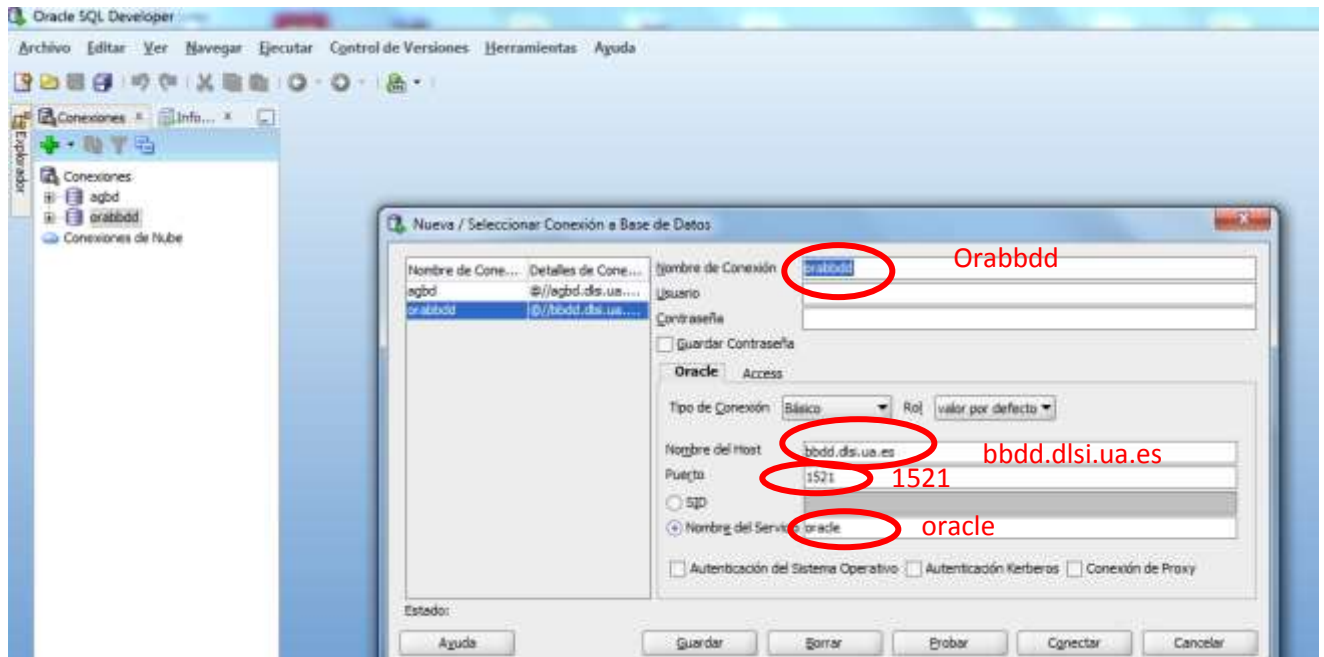 Oracle SQL Developer
Archivo Editar Ver Navegar Ejecutar Control de Versiones Herramientas Ayuda
Conexiones Info...
Explorador
Conexiones
agbd
orabbdd
Conexiones de Nube
Nueva / Seleccionar Conexión a Base de Datos
Nombre de Cone... Detalles de Cone...
agbd @//agbd.dlsi.ua....
orabbdd @//bbdd.dlsi.ua....
Nombre de Conexión orabbdd Orabbdd
Usuario
Contraseña
Guardar Contraseña
Oracle Access
Tipo de Conexión Básico Rol valor por defecto
Nombre del Host bbdd.dlsi.ua.es bbdd.dlsi.ua.es
Puerto 1521 1521
SID
Nombre del Servicio oracle oracle
Autenticación del Sistema Operativo Autenticación Kerberos Conexión de Proxy
Estado:
Ayuda Guardar Borrar Probar Conectar Cancelar